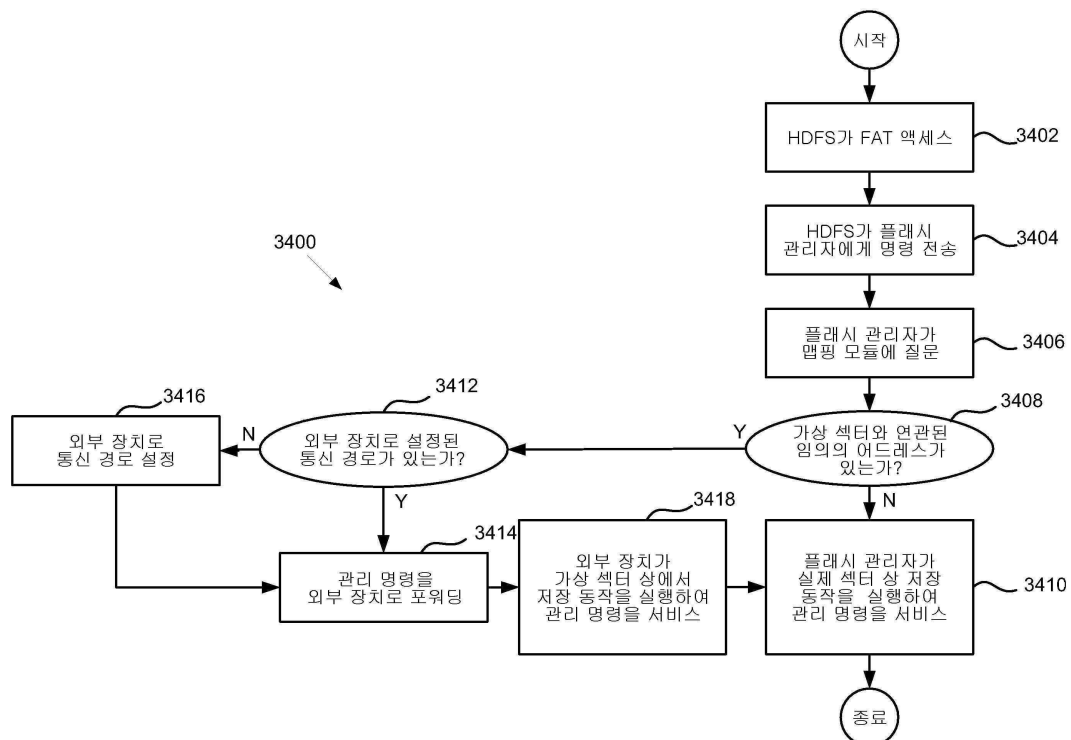 시작
HDFS가 FAT 액세스
3402
HDFS가 플래시
관리자에게 명령 전송
3404
3400
플래시 관리자가
맵핑 모듈에 질문
3406
3408
가상 섹터와 연관된
임의의 어드레스가
있는가?
Y
N
3412
외부 장치로 설정된
통신 경로가 있는가?
N
Y
3416
외부 장치로
통신 경로 설정
3414
관리 명령을
외부 장치로 포워딩
3418
외부 장치가
가상 섹터 상에서
저장 동작을 실행하여
관리 명령을 서비스
플래시 관리자가
실제 섹터 상 저장
동작을 실행하여
관리 명령을 서비스
3410
종료